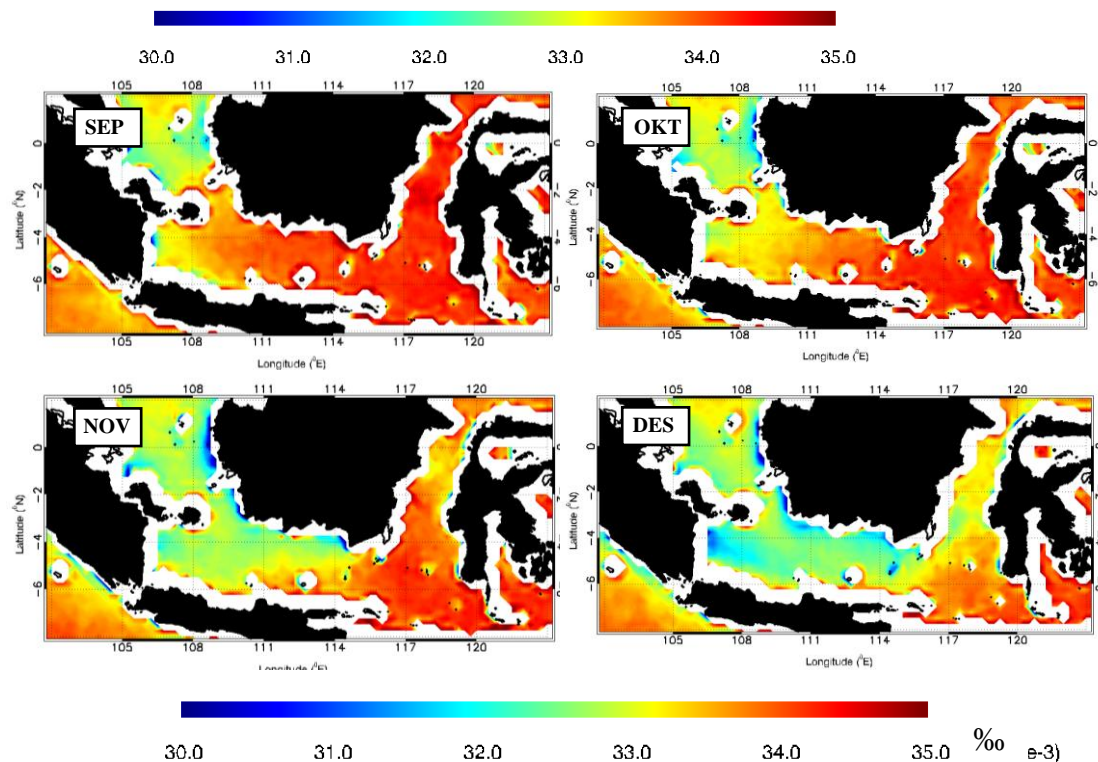 30.0 31.0 32.0 33.0 34.0 35.0
105 108 111 114 117 120
SEP
Latitude (°N)
0
-2
-4
-6
105 108 111 114 117 120
Longitude (°E)
105 108 111 114 117 120
OKT
Latitude (°N)
0
-2
-4
-6
105 108 111 114 117 120
Longitude (°E)
105 108 111 114 117 120
NOV
Latitude (°N)
0
-2
-4
-6
105 108 111 114 117 120
105 108 111 114 117 120
DES
Latitude (°N)
0
-2
-4
-6
105 108 111 114 117 120
Longitude (°E)
30.0 31.0 32.0 33.0 34.0 35.0 ‰ e-3)